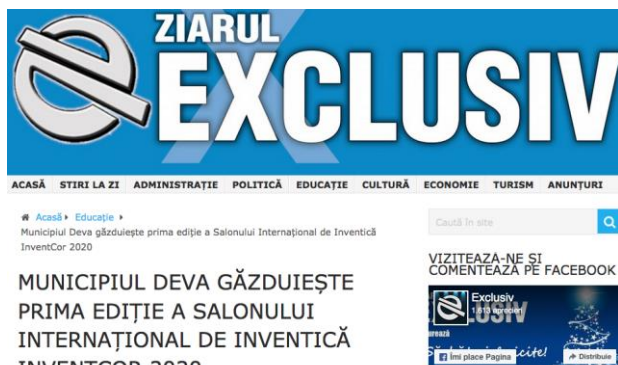 ZIARUL
EXCLUSIV
ACASĂ STIRI LA ZI ADMINISTRAȚIE POLITICĂ EDUCAȚIE CULTURĂ ECONOMIE TURISM ANUNȚURI
Acasă Educație
Municipiul Deva găzduiește prima ediție a Salonului Internațional de Inventică
InventCor 2020
MUNICIPIUL DEVA GĂZDUIEȘTE
PRIMA EDIȚIE A SALONULUI
INTERNAȚIONAL DE INVENTICĂ
INVENTCOR 2020
Caută în site
VIZITEAZA-NE ȘI
COMENTEAZĂ PE FACEBOOK
Exclusiv
1.613 aprecieri
Îmi place Pagina
Distribuie